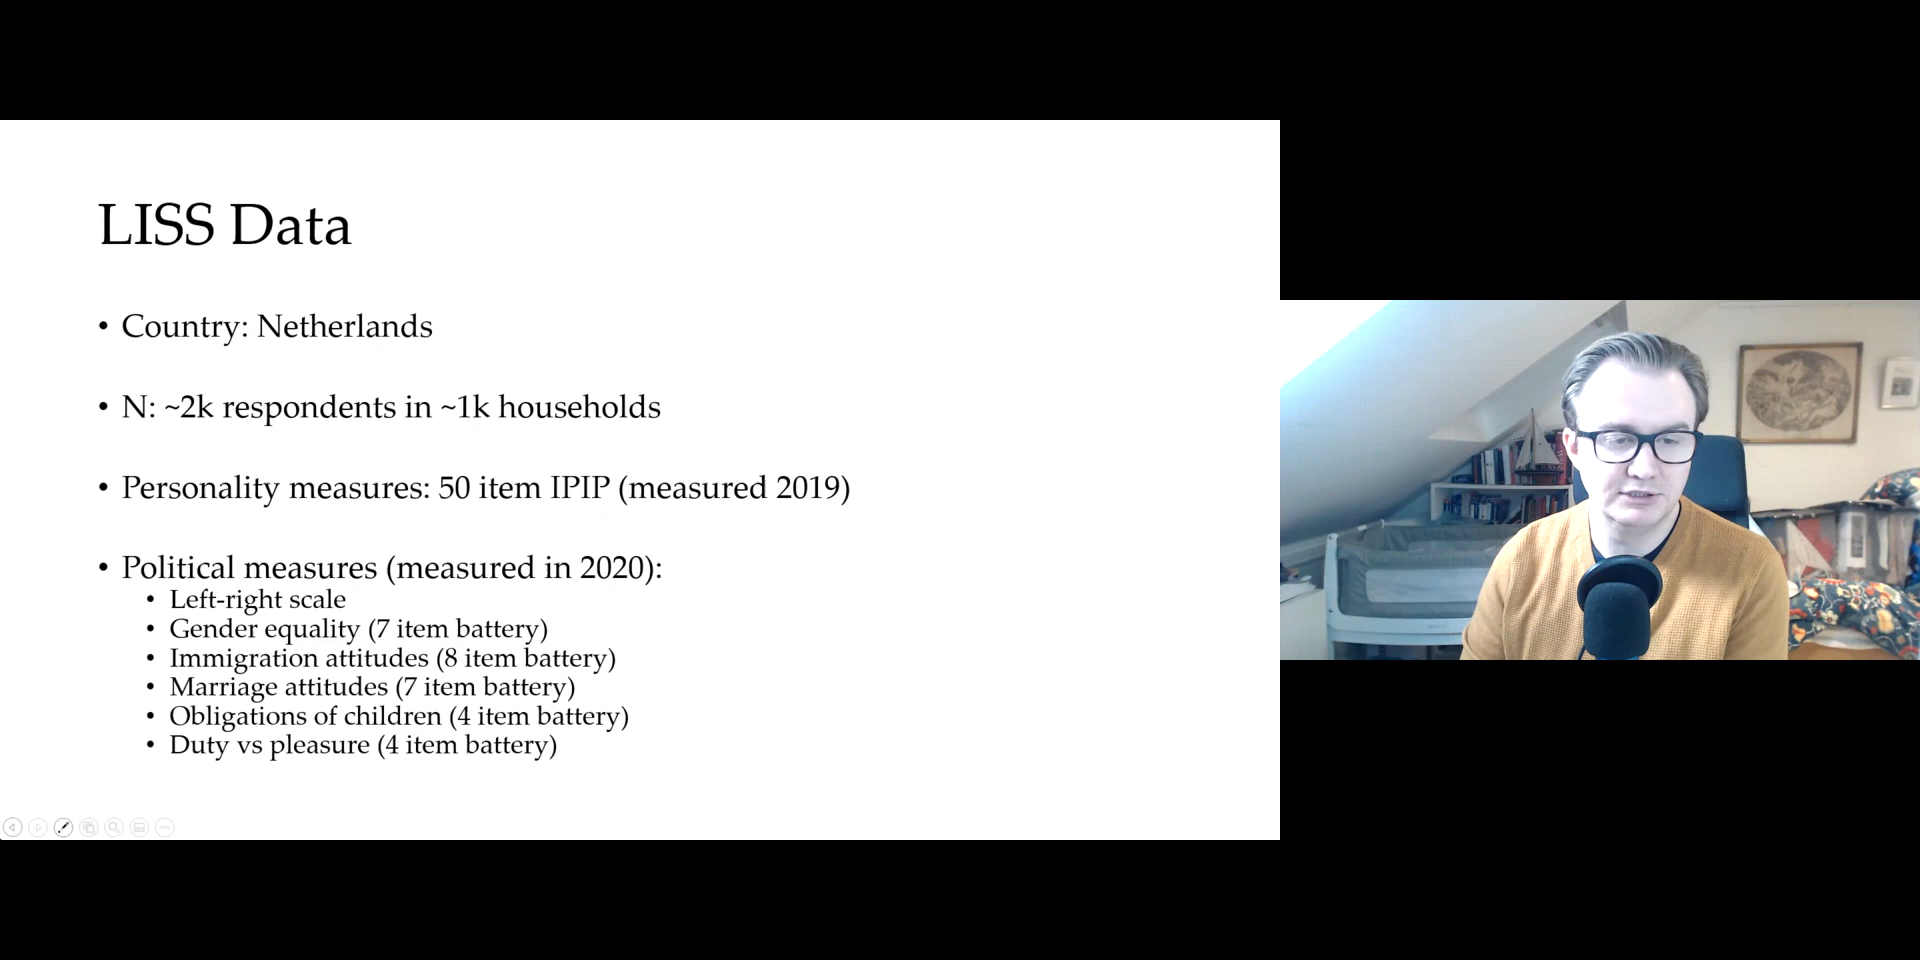 LISS Data
• Country: Netherlands
• N: ~2k respondents in ~1k households
• Personality measures: 50 item IPIP (measured 2019)
• Political measures (measured in 2020):
• Left-right scale
• Gender equality (7 item battery)
• Immigration attitudes (8 item battery)
• Marriage attitudes (7 item battery)
• Obligations of children (4 item battery)
• Duty vs pleasure (4 item battery)